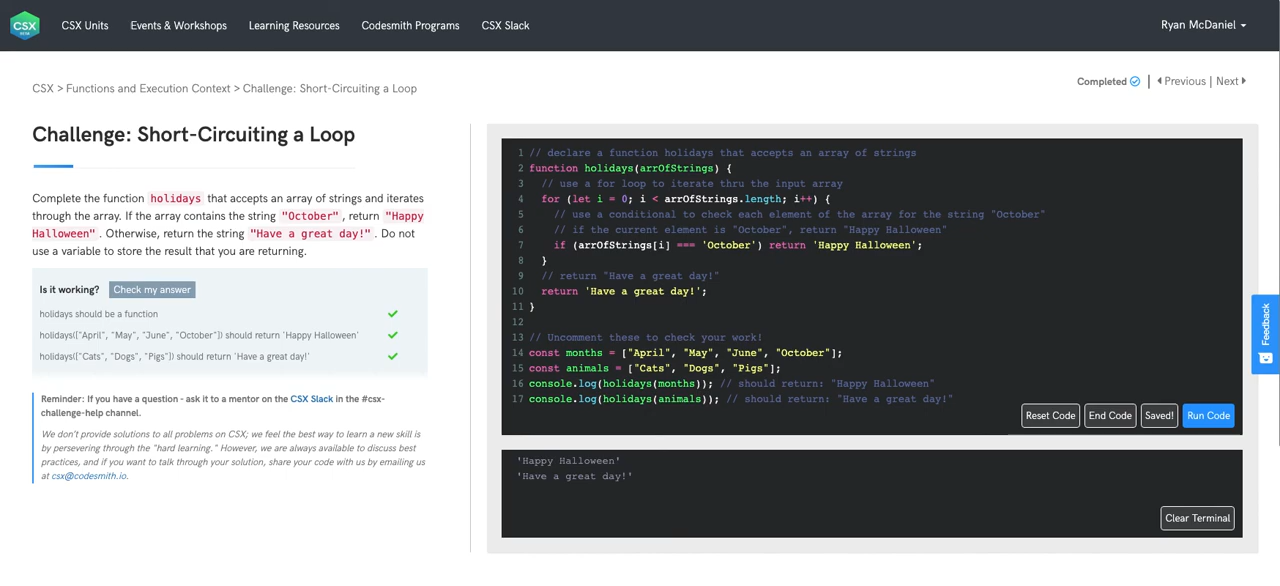 CSX
BETA
CSX Units
Events & Workshops
Learning Resources
Codesmith Programs
CSX Slack
Ryan McDaniel
CSX > Functions and Execution Context > Challenge: Short-Circuiting a Loop
Completed | Previous | Next
Challenge: Short-Circuiting a Loop
Complete the function holidays that accepts an array of strings and iterates
through the array. If the array contains the string "October", return "Happy
Halloween". Otherwise, return the string "Have a great day!". Do not
use a variable to store the result that you are returning.
Is it working? Check my answer
holidays should be a function
holidays(["April", "May", "June", "October"]) should return 'Happy Halloween'
holidays(["Cats", "Dogs", "Pigs"]) should return 'Have a great day!'
Reminder: If you have a question - ask it to a mentor on the CSX Slack in the #csx-
challenge-help channel.
We don't provide solutions to all problems on CSX; we feel the best way to learn a new skill is
by persevering through the "hard learning." However, we are always available to discuss best
practices, and if you want to talk through your solution, share your code with us by emailing us
at csx@codesmith.io.
1 // declare a function holidays that accepts an array of strings
2 function holidays(arrOfStrings) {
3 // use a for loop to iterate thru the input array
4 for (let i = 0; i < arrOfStrings.length; i++) {
5 // use a conditional to check each element of the array for the string "October"
6 // if the current element is "October", return "Happy Halloween"
7 if (arrOfStrings[i] === 'October') return 'Happy Halloween';
8 }
9 // return "Have a great day!"
10 return 'Have a great day!';
11 }
12
13 // Uncomment these to check your work!
14 const months = ["April", "May", "June", "October"];
15 const animals = ["Cats", "Dogs", "Pigs"];
16 console.log(holidays(months)); // should return: "Happy Halloween"
17 console.log(holidays(animals)); // should return: "Have a great day!"
Reset Code
End Code
Saved!
Run Code
'Happy Halloween'
'Have a great day!'
Clear Terminal
Feedback